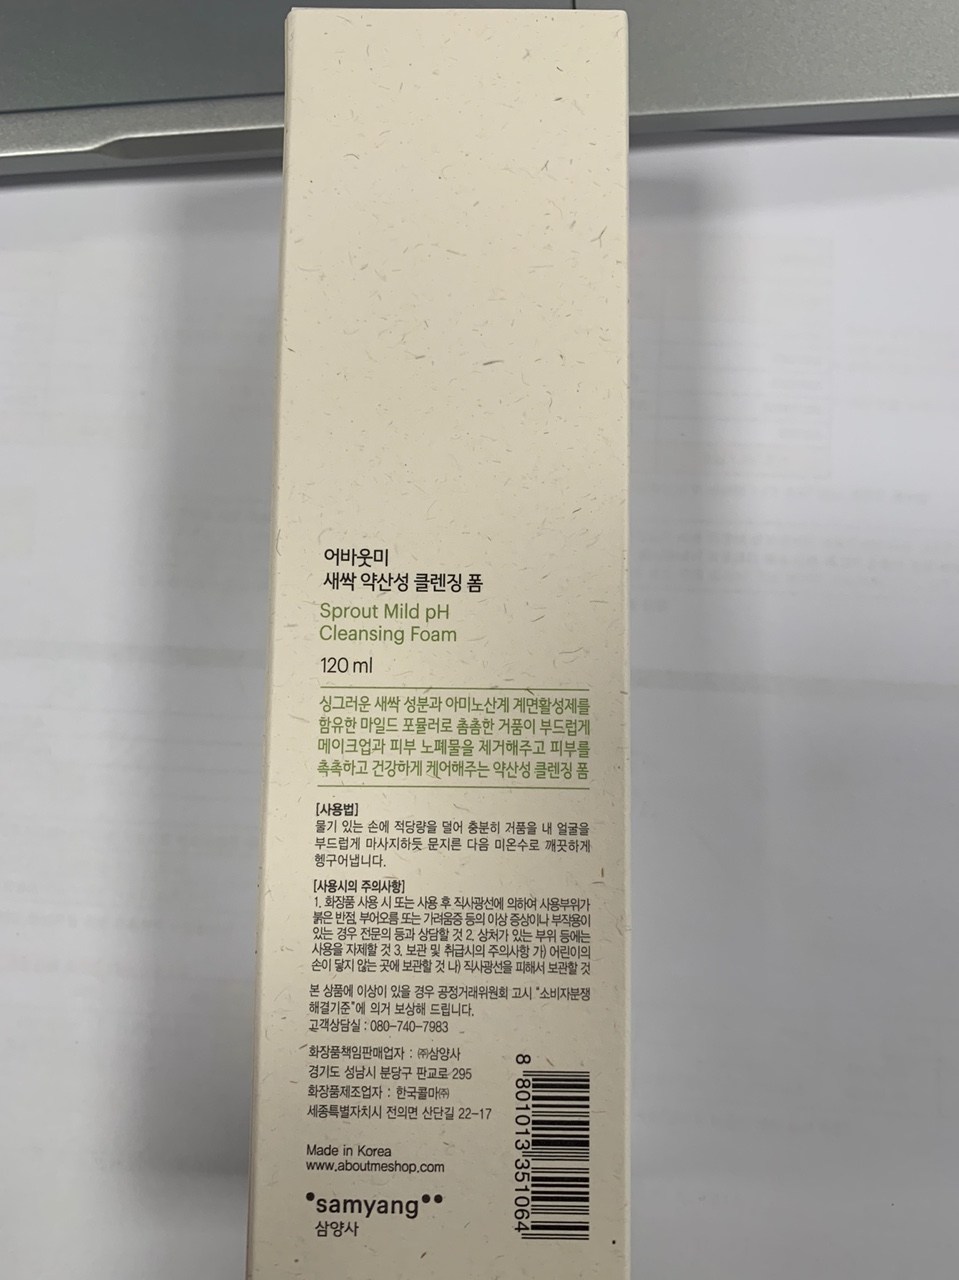 어바웃미
새싹 약산성 클렌징 폼
Sprout Mild pH
Cleansing Foam
120 ml
싱그러운 새싹 성분과 아미노산계 계면활성제를
함유한 마일드 포뮬러로 촘촘한 거품이 부드럽게
메이크업과 피부 노폐물을 제거해주고 피부를
촉촉하고 건강하게 케어해주는 약산성 클렌징 폼
[사용법]
물기 있는 손에 적당량을 덜어 충분히 거품을 내 얼굴을
부드럽게 마사지하듯 문지른 다음 미온수로 깨끗하게
헹구어냅니다.
[사용시의 주의사항]
1. 화장품 사용 시 또는 사용 후 직사광선에 의하여 사용부위가
붉은 반점, 부어오름 또는 가려움증 등의 이상 증상이나 부작용이
있는 경우 전문의 등과 상담할 것 2. 상처가 있는 부위 등에는
사용을 자제할 것 3. 보관 및 취급시의 주의사항 가) 어린이의
손이 닿지 않는 곳에 보관할 것 나) 직사광선을 피해서 보관할 것
본 상품에 이상이 있을 경우 공정거래위원회 고시 "소비자분쟁
해결기준"에 의거 보상해 드립니다.
고객상담실 : 080-740-7983
화장품책임판매업자 : ㈜삼양사
경기도 성남시 분당구 판교로 295
화장품제조업자 : 한국콜마㈜
세종특별자치시 전의면 산단길 22-17
Made in Korea
www.aboutmeshop.com
samyang
삼양사
8 801013 351064